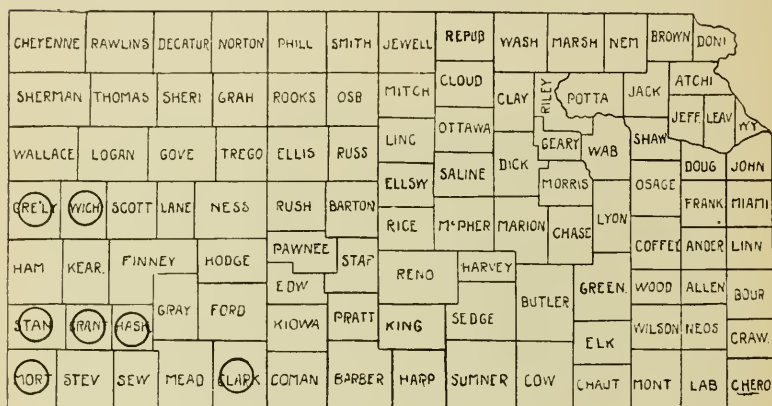 CHEYENNE RAWLINS DECATUR NORTON PHILL SMITH JEWELL REPUB WASH MARSH NEM BROWN DONI
SHERMAN THOMAS SHERI GRAH ROOKS OSB MITCH CLOUD CLAY RILEY POTTA JACK ATCHI
JEFF LEAV WY
WALLACE LOGAN GOVE TREGO ELLIS RUSS LINC OTTAWA DICK GEARY WAB SHAW DOUG JOHN
GRE'LY WICH SCOTT LANE NESS RUSH BARTON ELLSW SALINE MORRIS LYON OSAGE FRANK MIAMI
RICE McPHER MARION CHASE COFFEY ANDER LINN
HAM KEAR. FINNEY HODGE PAWNEE STAF RENO HARVEY
EDW BUTLER GREEN. WOOD ALLEN BOUR
STAN GRANT HASK GRAY FORD KIOWA PRATT KING SEDGE ELK WILSON NEOS CRAW.
MORT STEV SEW MEAD CLARK COMAN BARBER HARP SUMNER COW CHAUT MONT LAB CHERO